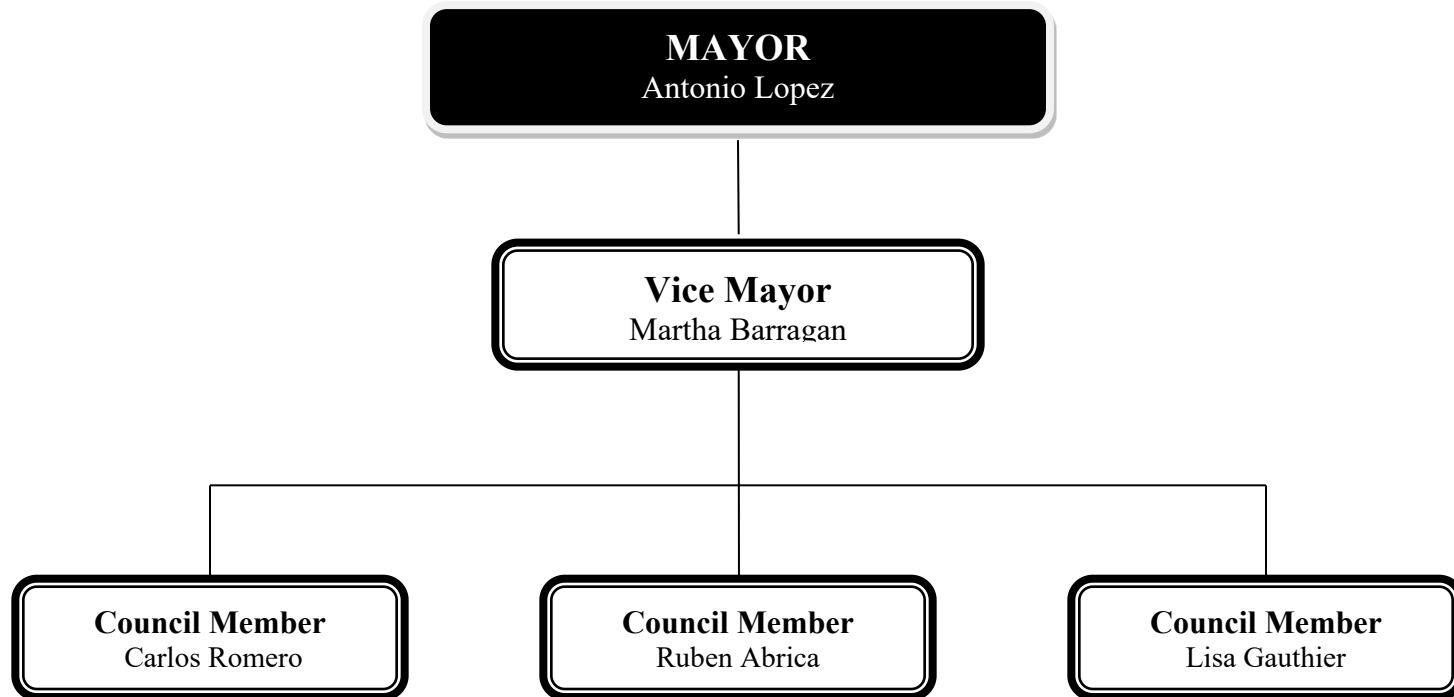 MAYOR
Antonio Lopez
Vice Mayor
Martha Barragan
Council Member
Carlos Romero
Council Member
Ruben Abrica
Council Member
Lisa Gauthier